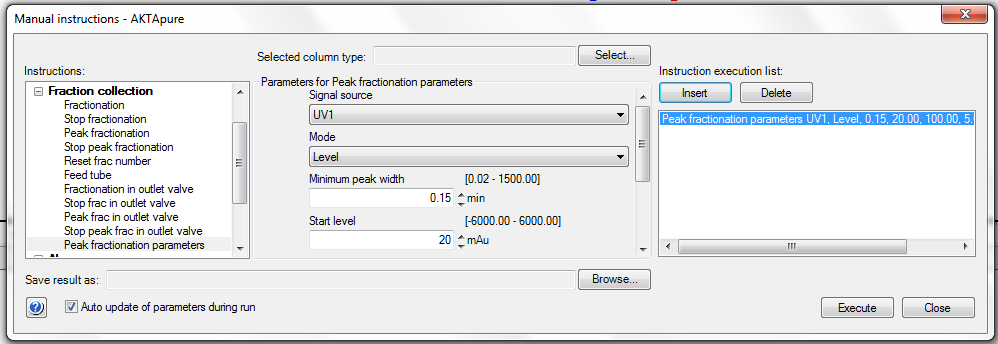 Manual instructions - AKTApure
Selected column type:
Select...
Instructions:
Fraction collection
Fractionation
Stop fractionation
Peak fractionation
Stop peak fractionation
Reset frac number
Feed tube
Fractionation in outlet valve
Stop frac in outlet valve
Peak frac in outlet valve
Stop peak frac in outlet valve
Peak fractionation parameters
Parameters for Peak fractionation parameters
Signal source
UV1
Mode
Level
Minimum peak width [0.02 - 1500.00]
0.15 min
Start level [-6000.00 - 6000.00]
20 mAu
Instruction execution list:
Insert Delete
Peak fractionation parameters UV1, Level, 0.15, 20.00, 100.00, 5.
Save result as:
Browse...
Auto update of parameters during run
Execute Close